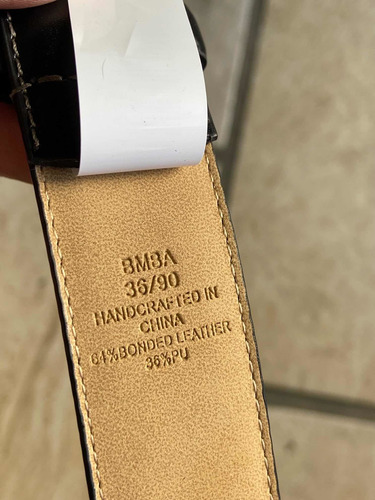 BMBA
36/90
HANDCRAFTED IN
CHINA
64%BONDED LEATHER
36%PU